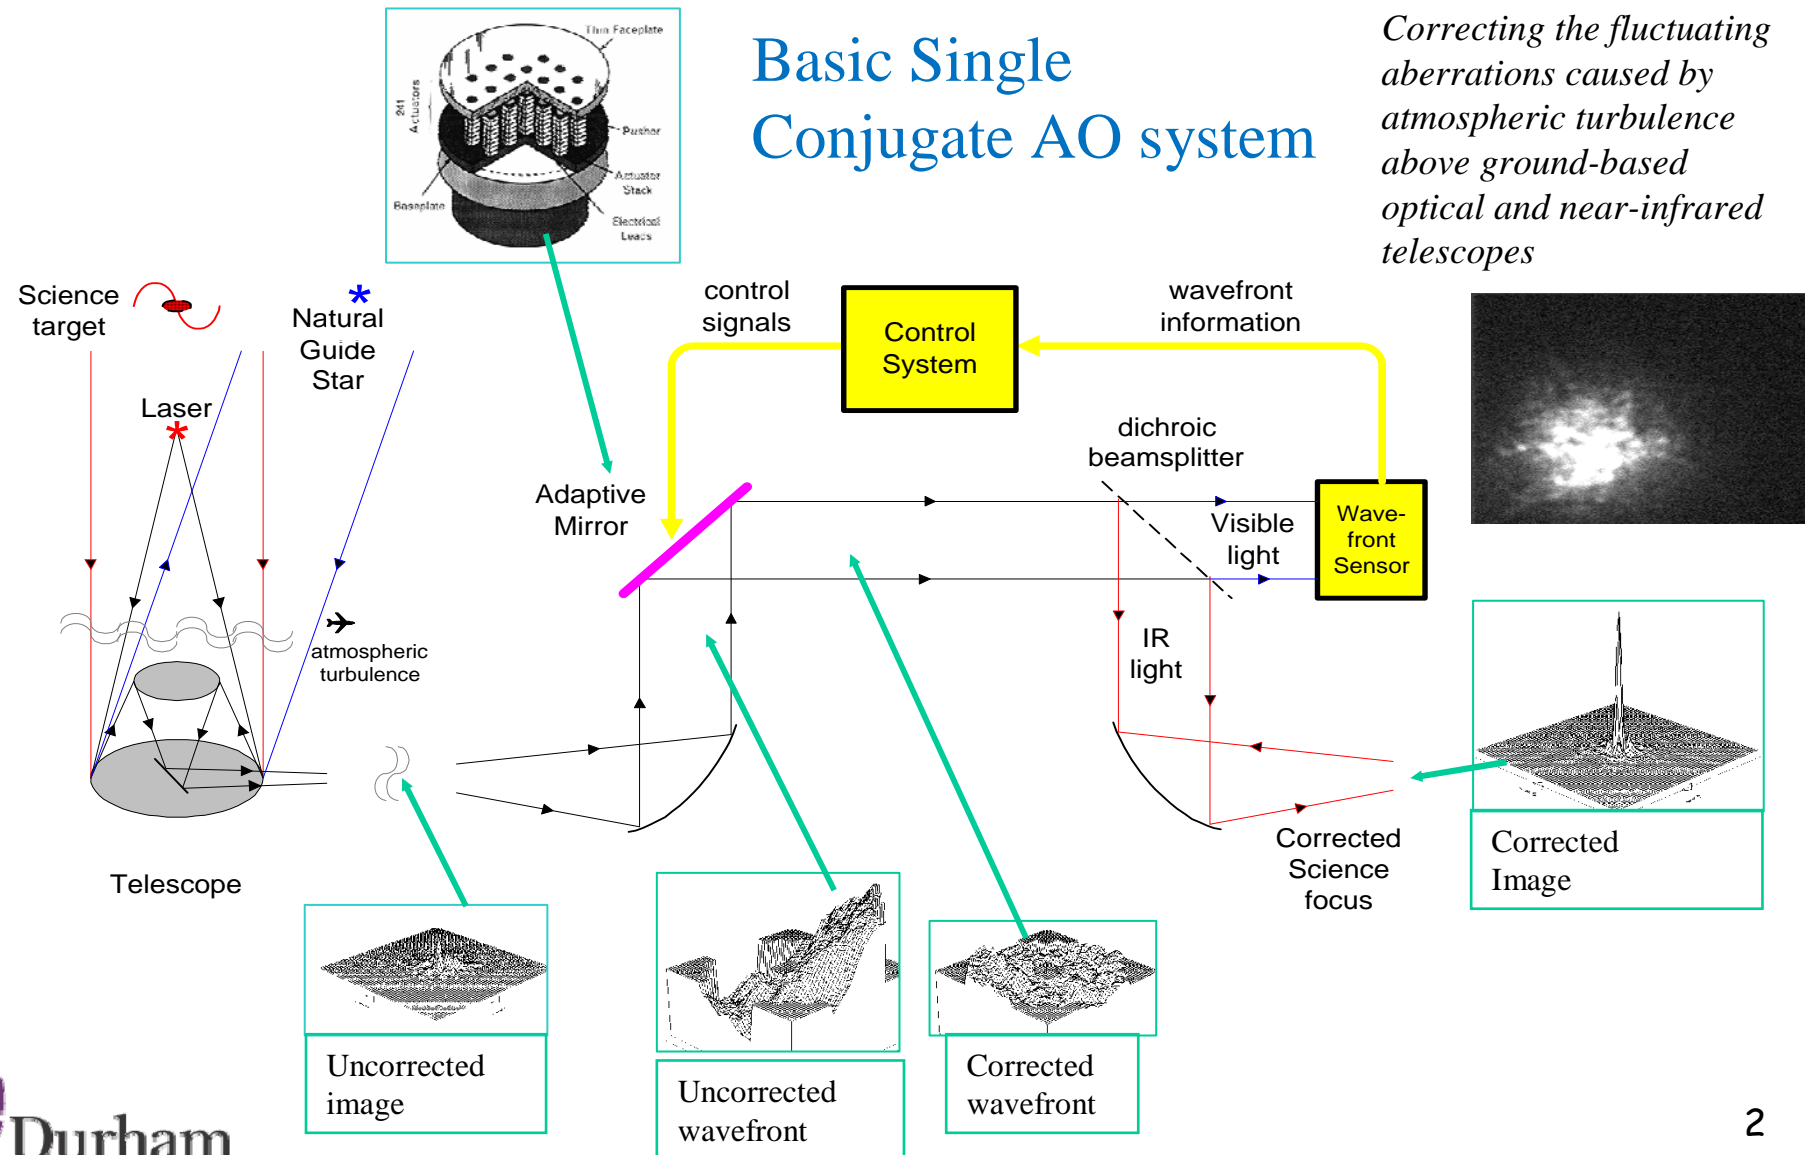 Basic Single
Conjugate AO system
Correcting the fluctuating
aberrations caused by
atmospheric turbulence
above ground-based
optical and near-infrared
telescopes
Thin Faceplate
241
Actuators
Pusher
Actuator
Stack
Baseplate
Electrical
Leads
Science
target
Natural
Guide
Star
Laser
atmospheric
turbulence
Telescope
control
signals
Control
System
wavefront
information
Adaptive
Mirror
dichroic
beamsplitter
Visible
light
Wave-
front
Sensor
IR
light
Corrected
Science
focus
Corrected
Image
Uncorrected
image
Uncorrected
wavefront
Corrected
wavefront
Durham
2